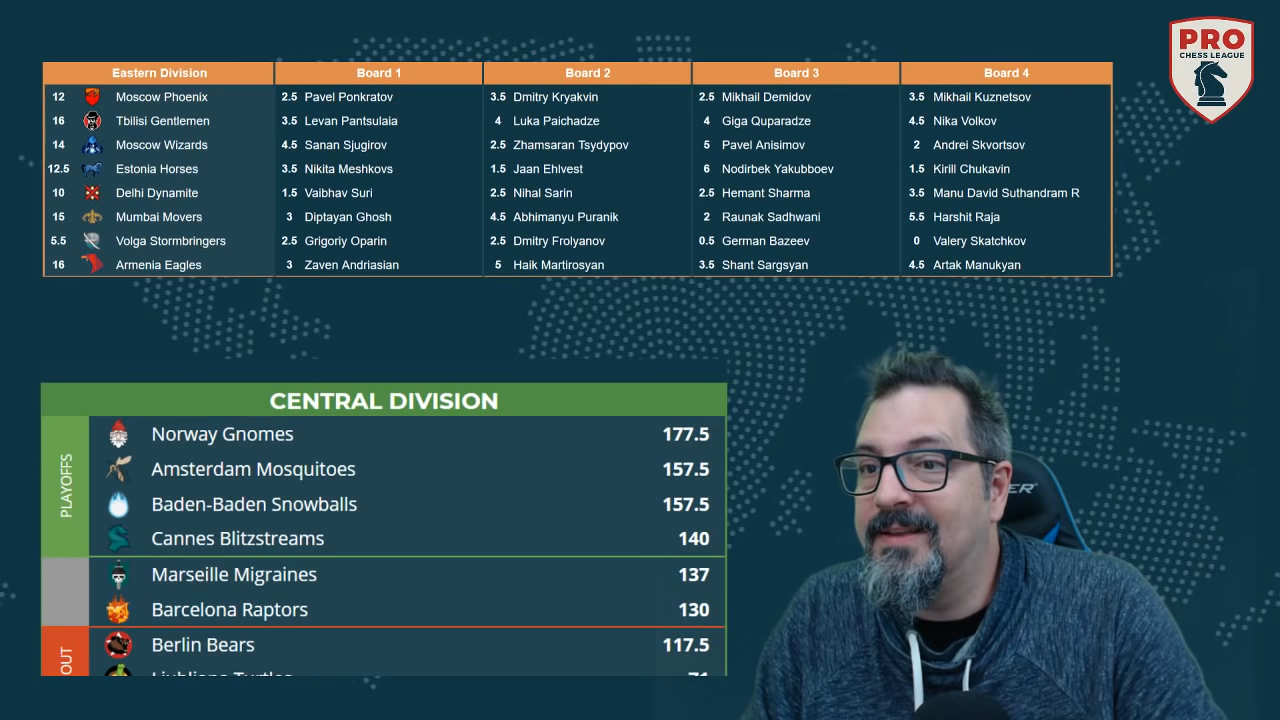 PRO
CHESS LEAGUE
Eastern Division Board 1 Board 2 Board 3 Board 4
12 Moscow Phoenix 2.5 Pavel Ponkratov 3.5 Dmitry Kryakvin 2.5 Mikhail Demidov 3.5 Mikhail Kuznetsov
16 Tbilisi Gentlemen 3.5 Levan Pantsulaia 4 Luka Paichadze 4 Giga Quparadze 4.5 Nika Volkov
14 Moscow Wizards 4.5 Sanan Sjugirov 2.5 Zhamsaran Tsydypov 5 Pavel Anisimov 2 Andrei Skvortsov
12.5 Estonia Horses 3.5 Nikita Meshkovs 1.5 Jaan Ehlvest 6 Nodirbek Yakubboev 1.5 Kirill Chukavin
10 Delhi Dynamite 1.5 Vaibhav Suri 2.5 Nihal Sarin 2.5 Hemant Sharma 3.5 Manu David Suthandram R
15 Mumbai Movers 3 Diptayan Ghosh 4.5 Abhimanyu Puranik 2 Raunak Sadhwani 5.5 Harshit Raja
5.5 Volga Stormbringers 2.5 Grigoriy Oparin 2.5 Dmitry Frolyanov 0.5 German Bazeev 0 Valery Skatchkov
16 Armenia Eagles 3 Zaven Andriasian 5 Haik Martirosyan 3.5 Shant Sargsyan 4.5 Artak Manukyan
CENTRAL DIVISION
PLAYOFFS
Norway Gnomes 177.5
Amsterdam Mosquitoes 157.5
Baden-Baden Snowballs 157.5
Cannes Blitzstreams 140
Marseille Migraines 137
Barcelona Raptors 130
OUT
Berlin Bears 117.5